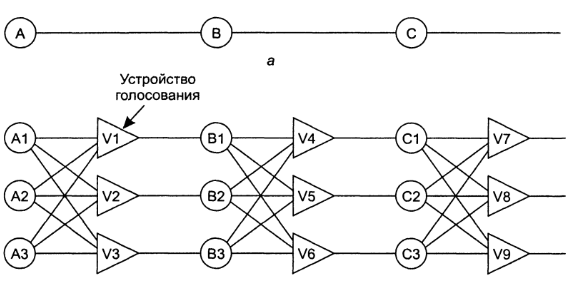 A B C
а
Устройство
голосования
A1 V1 B1 V4 C1 V7
A2 V2 B2 V5 C2 V8
A3 V3 B3 V6 C3 V9